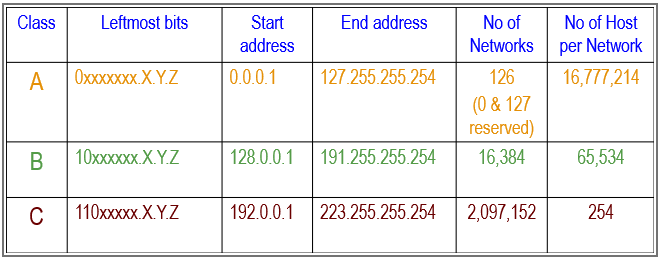 Class Leftmost bits Start address End address No of Networks No of Host per Network
A 0xxxxxxx.X.Y.Z 0.0.0.1 127.255.255.254 126 (0 & 127 reserved) 16,777,214
B 10xxxxxx.X.Y.Z 128.0.0.1 191.255.255.254 16,384 65,534
C 110xxxxx.X.Y.Z 192.0.0.1 223.255.255.254 2,097,152 254